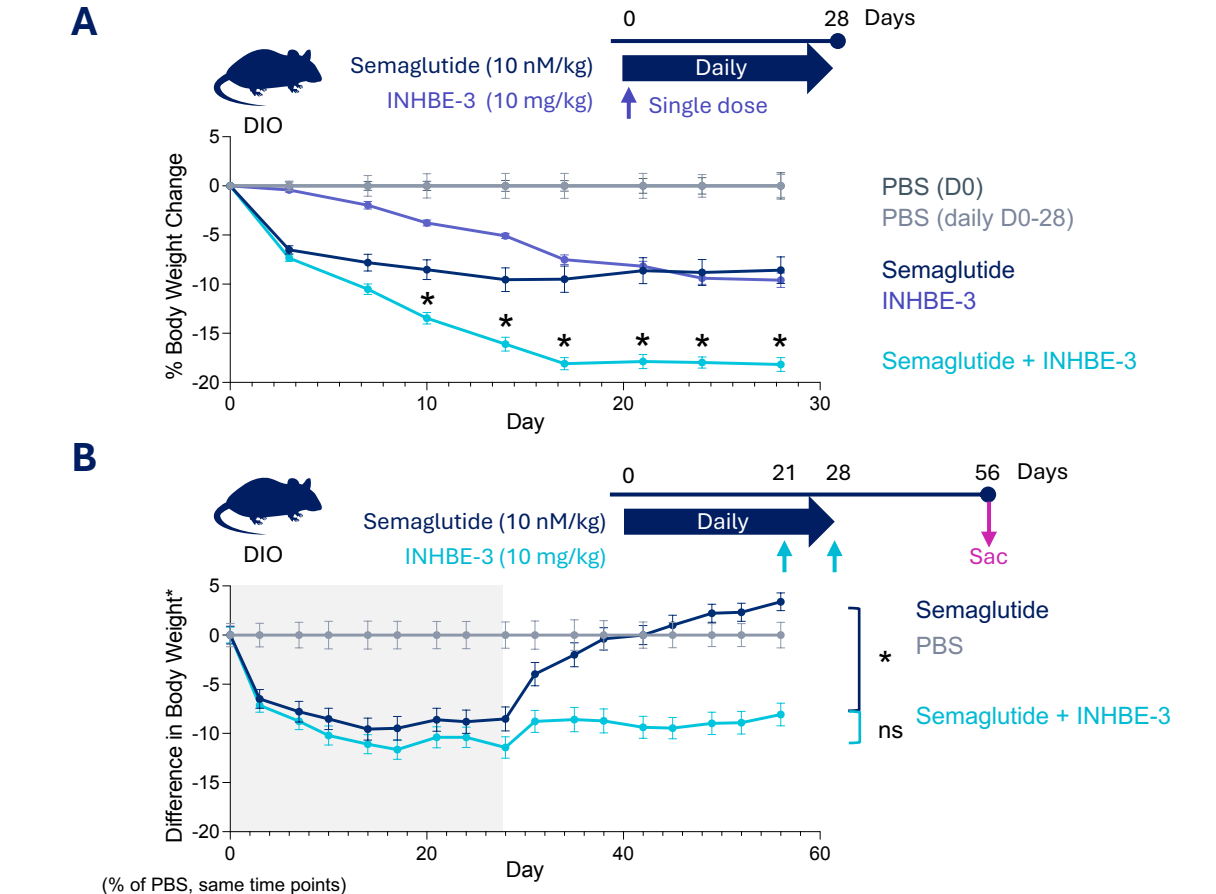 A
0 28 Days
Semaglutide (10 nM/kg) Daily
INHBE-3 (10 mg/kg) Single dose
DIO
% Body Weight Change
5
0
-5
-10
-15
-20
* * * * * *
0 10 20 30
Day
PBS (D0)
PBS (daily D0-28)
Semaglutide
INHBE-3
Semaglutide + INHBE-3
B
0 21 28 56 Days
Semaglutide (10 nM/kg) Daily
INHBE-3 (10 mg/kg)
DIO
Sac
Difference in Body Weight*
5
0
-5
-10
-15
-20
0 20 40 60
Day
(% of PBS, same time points)
Semaglutide
PBS
*
Semaglutide + INHBE-3
ns